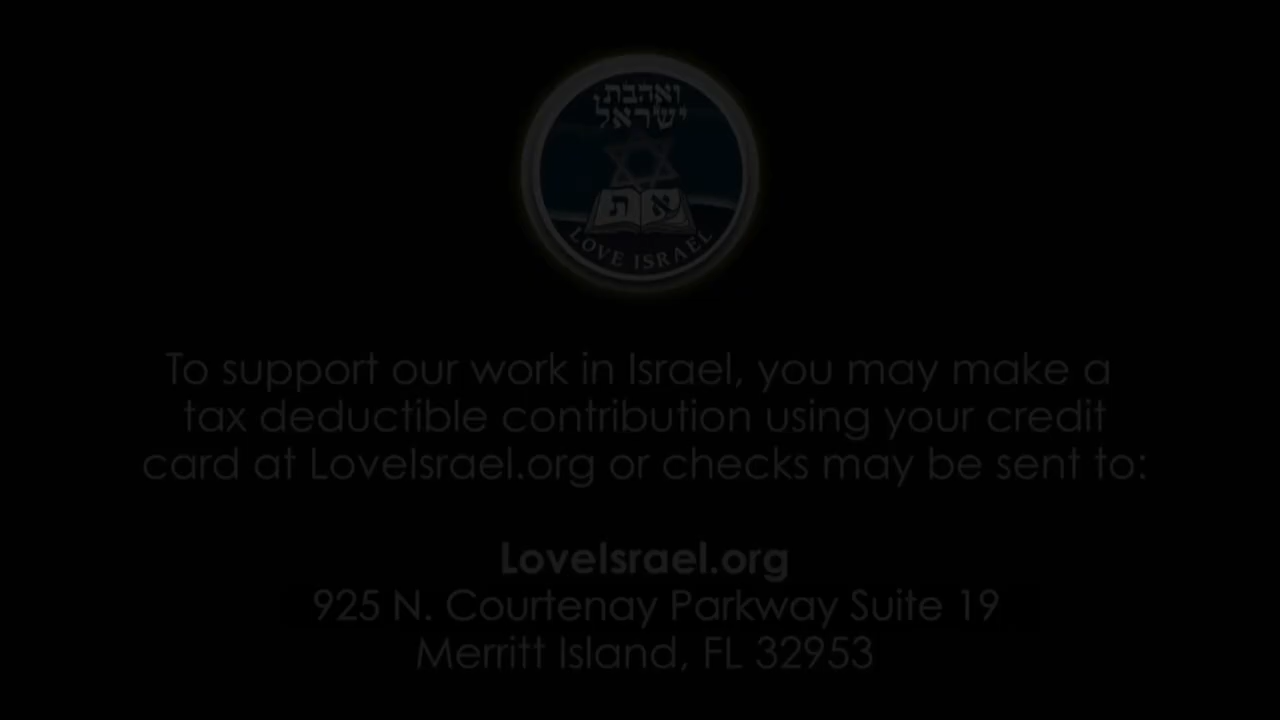 ואהבת
ישראל
ת א
LOVE ISRAEL
To support our work in Israel, you may make a
tax deductible contribution using your credit
card at LoveIsrael.org or checks may be sent to:
LoveIsrael.org
925 N. Courtenay Parkway Suite 19
Merritt Island, FL 32953